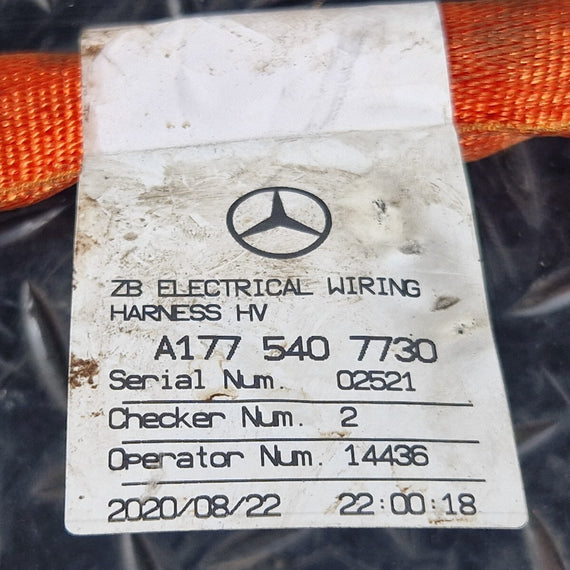 ZB ELECTRICAL WIRING
HARNESS HV
A177 540 7730
Serial Num. 02521
Checker Num. 2
Operator Num. 14436
2020/08/22 22:00:18